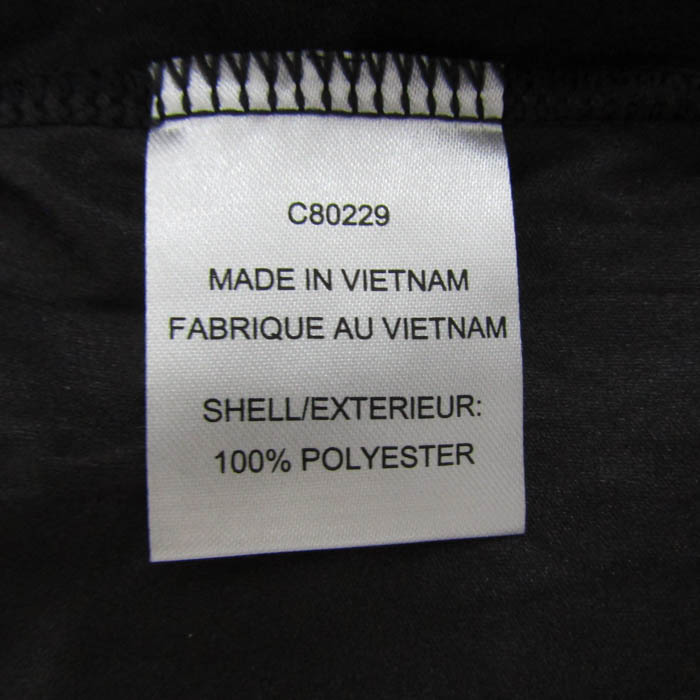 C80229
MADE IN VIETNAM
FABRIQUE AU VIETNAM
SHELL/EXTERIEUR:
100% POLYESTER